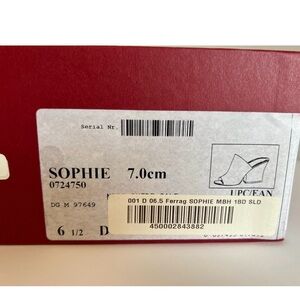 Serial Nr.
SOPHIE 7.0cm
0724750
UPC/EAN
DG M 97649
001 D 06.5 Ferrag SOPHIE MBH 1BD SLD
450002843882
6 1/2 D